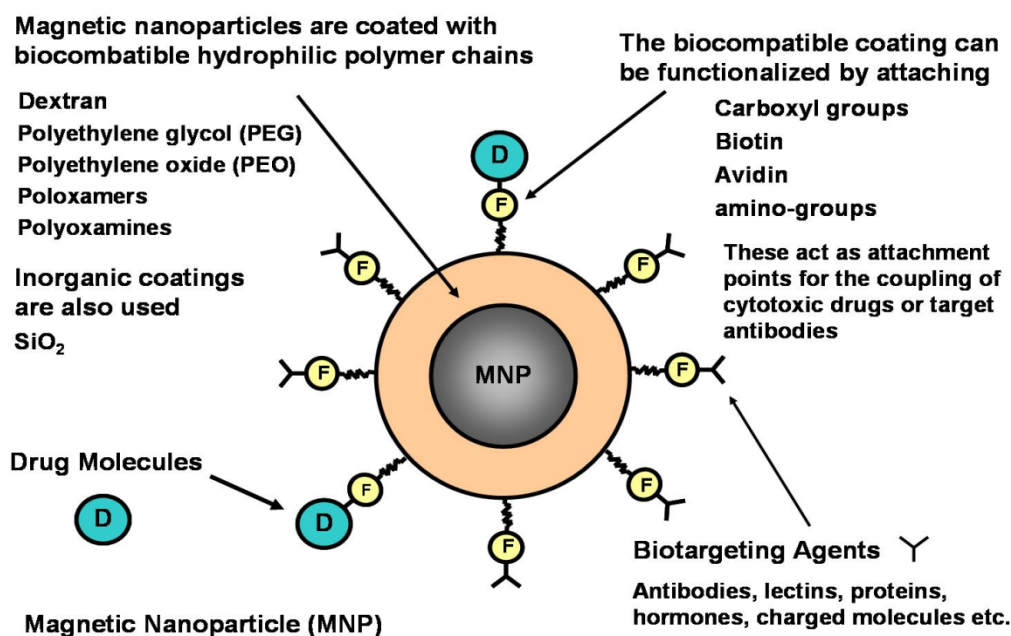 Magnetic nanoparticles are coated with
biocombatible hydrophilic polymer chains
Dextran
Polyethylene glycol (PEG)
Polyethylene oxide (PEO)
Poloxamers
Polyoxamines
Inorganic coatings
are also used
SiO₂
The biocompatible coating can
be functionalized by attaching
Carboxyl groups
Biotin
Avidin
amino-groups
These act as attachment
points for the coupling of
cytotoxic drugs or target
antibodies
D
F
F
F
F
F
MNP
F
F
D
F
F
Drug Molecules
D
Biotargeting Agents
Antibodies, lectins, proteins,
hormones, charged molecules etc.
Magnetic Nanoparticle (MNP)